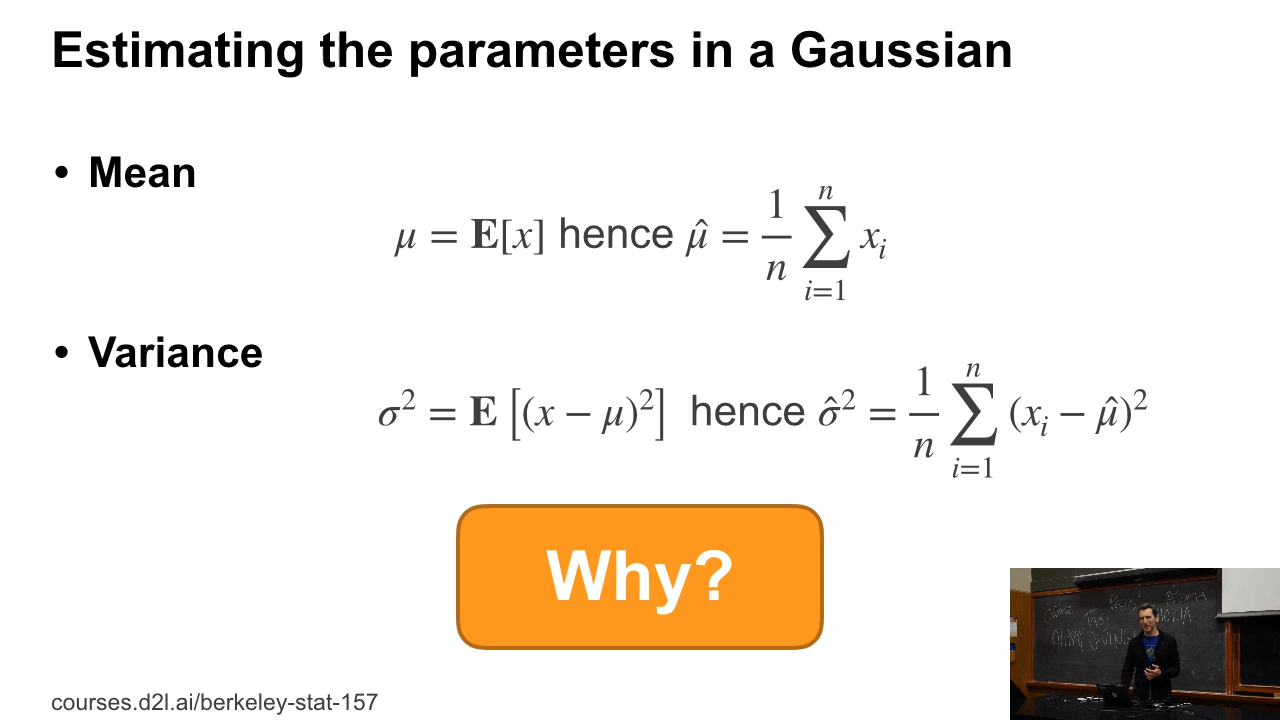 Estimating the parameters in a Gaussian
• Mean
μ = E[x] hence μ̂ = 1/n ∑_{i=1}^{n} x_i
• Variance
σ² = E [(x − μ)²] hence σ̂² = 1/n ∑_{i=1}^{n} (x_i − μ̂)²
Why?
courses.d2l.ai/berkeley-stat-157